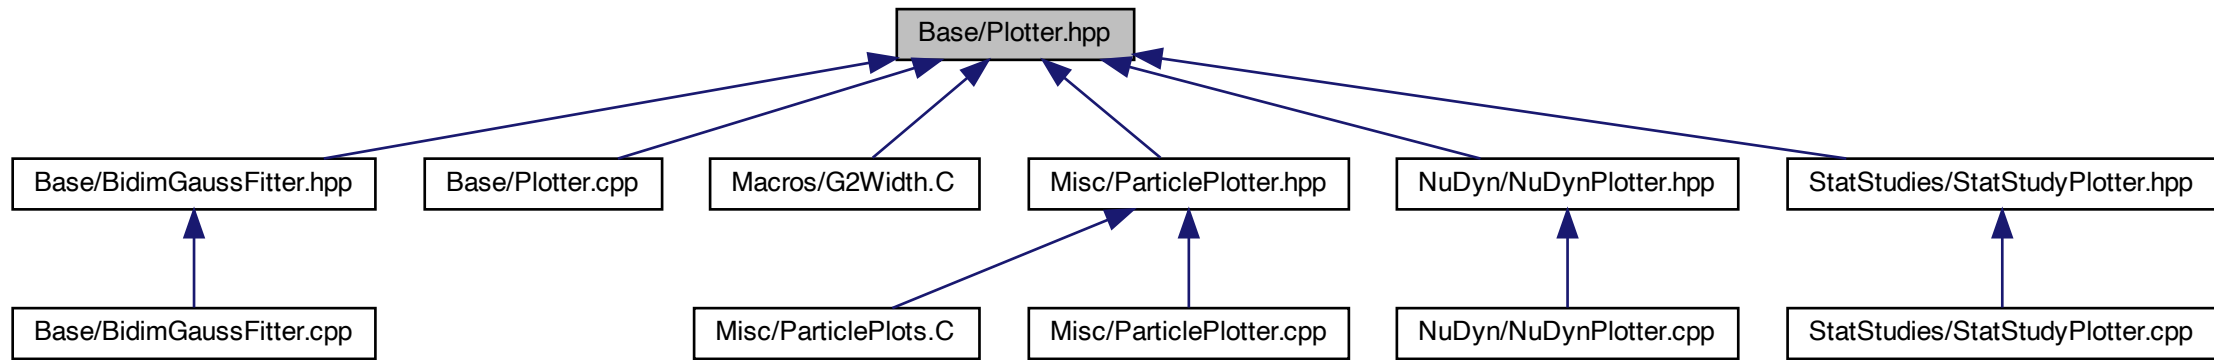 Base/Plotter.hpp
Base/BidimGaussFitter.hpp
Base/Plotter.cpp
Macros/G2Width.C
Misc/ParticlePlotter.hpp
NuDyn/NuDynPlotter.hpp
StatStudies/StatStudyPlotter.hpp
Base/BidimGaussFitter.cpp
Misc/ParticlePlots.C
Misc/ParticlePlotter.cpp
NuDyn/NuDynPlotter.cpp
StatStudies/StatStudyPlotter.cpp